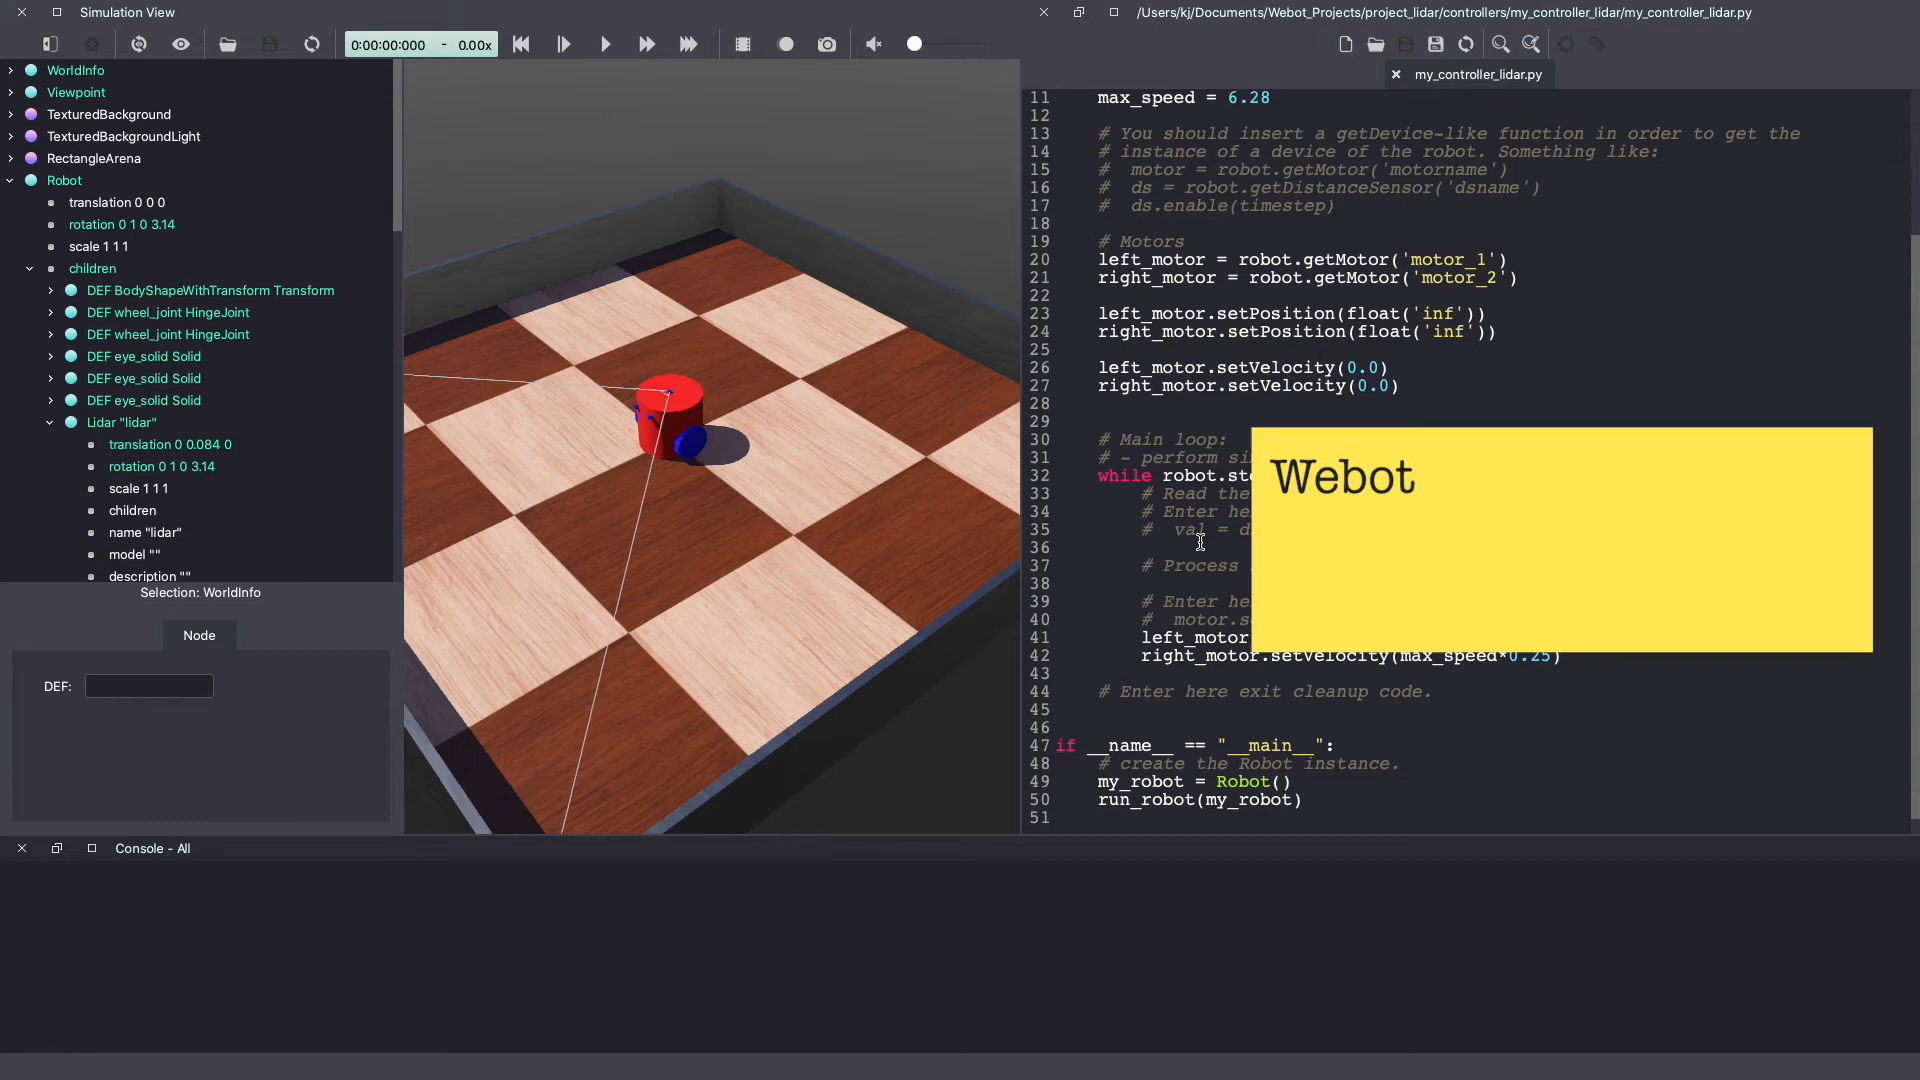 Simulation View
0:00:00:000 - 0.00x
WorldInfo
Viewpoint
TexturedBackground
TexturedBackgroundLight
RectangleArena
Robot
translation 0 0 0
rotation 0 1 0 3.14
scale 1 1 1
children
DEF BodyShapeWithTransform Transform
DEF wheel_joint HingeJoint
DEF wheel_joint HingeJoint
DEF eye_solid Solid
DEF eye_solid Solid
DEF eye_solid Solid
Lidar "lidar"
translation 0 0.084 0
rotation 0 1 0 3.14
scale 1 1 1
children
name "lidar"
model ""
description ""
Selection: WorldInfo
Node
DEF:
/Users/kj/Documents/Webot_Projects/project_lidar/controllers/my_controller_lidar/my_controller_lidar.py
my_controller_lidar.py
11 max_speed = 6.28
12
13 # You should insert a getDevice-like function in order to get the
14 # instance of a device of the robot. Something like:
15 #  motor = robot.getMotor('motorname')
16 #  ds = robot.getDistanceSensor('dsname')
17 #  ds.enable(timestep)
18
19 # Motors
20 left_motor = robot.getMotor('motor_1')
21 right_motor = robot.getMotor('motor_2')
22
23 left_motor.setPosition(float('inf'))
24 right_motor.setPosition(float('inf'))
25
26 left_motor.setVelocity(0.0)
27 right_motor.setVelocity(0.0)
28
29
30 # Main loop:
31 # - perform si
32 while robot.ste
33 # Read the
34 # Enter he
35 #  val = d
36
37 # Process
38
39 # Enter he
40 #  motor.s
41 left_motor
42 right_motor.setVelocity(max_speed*0.25)
43
44 # Enter here exit cleanup code.
45
46
47 if __name__ == "__main__":
48 # create the Robot instance.
49 my_robot = Robot()
50 run_robot(my_robot)
51
Webot
Console - All